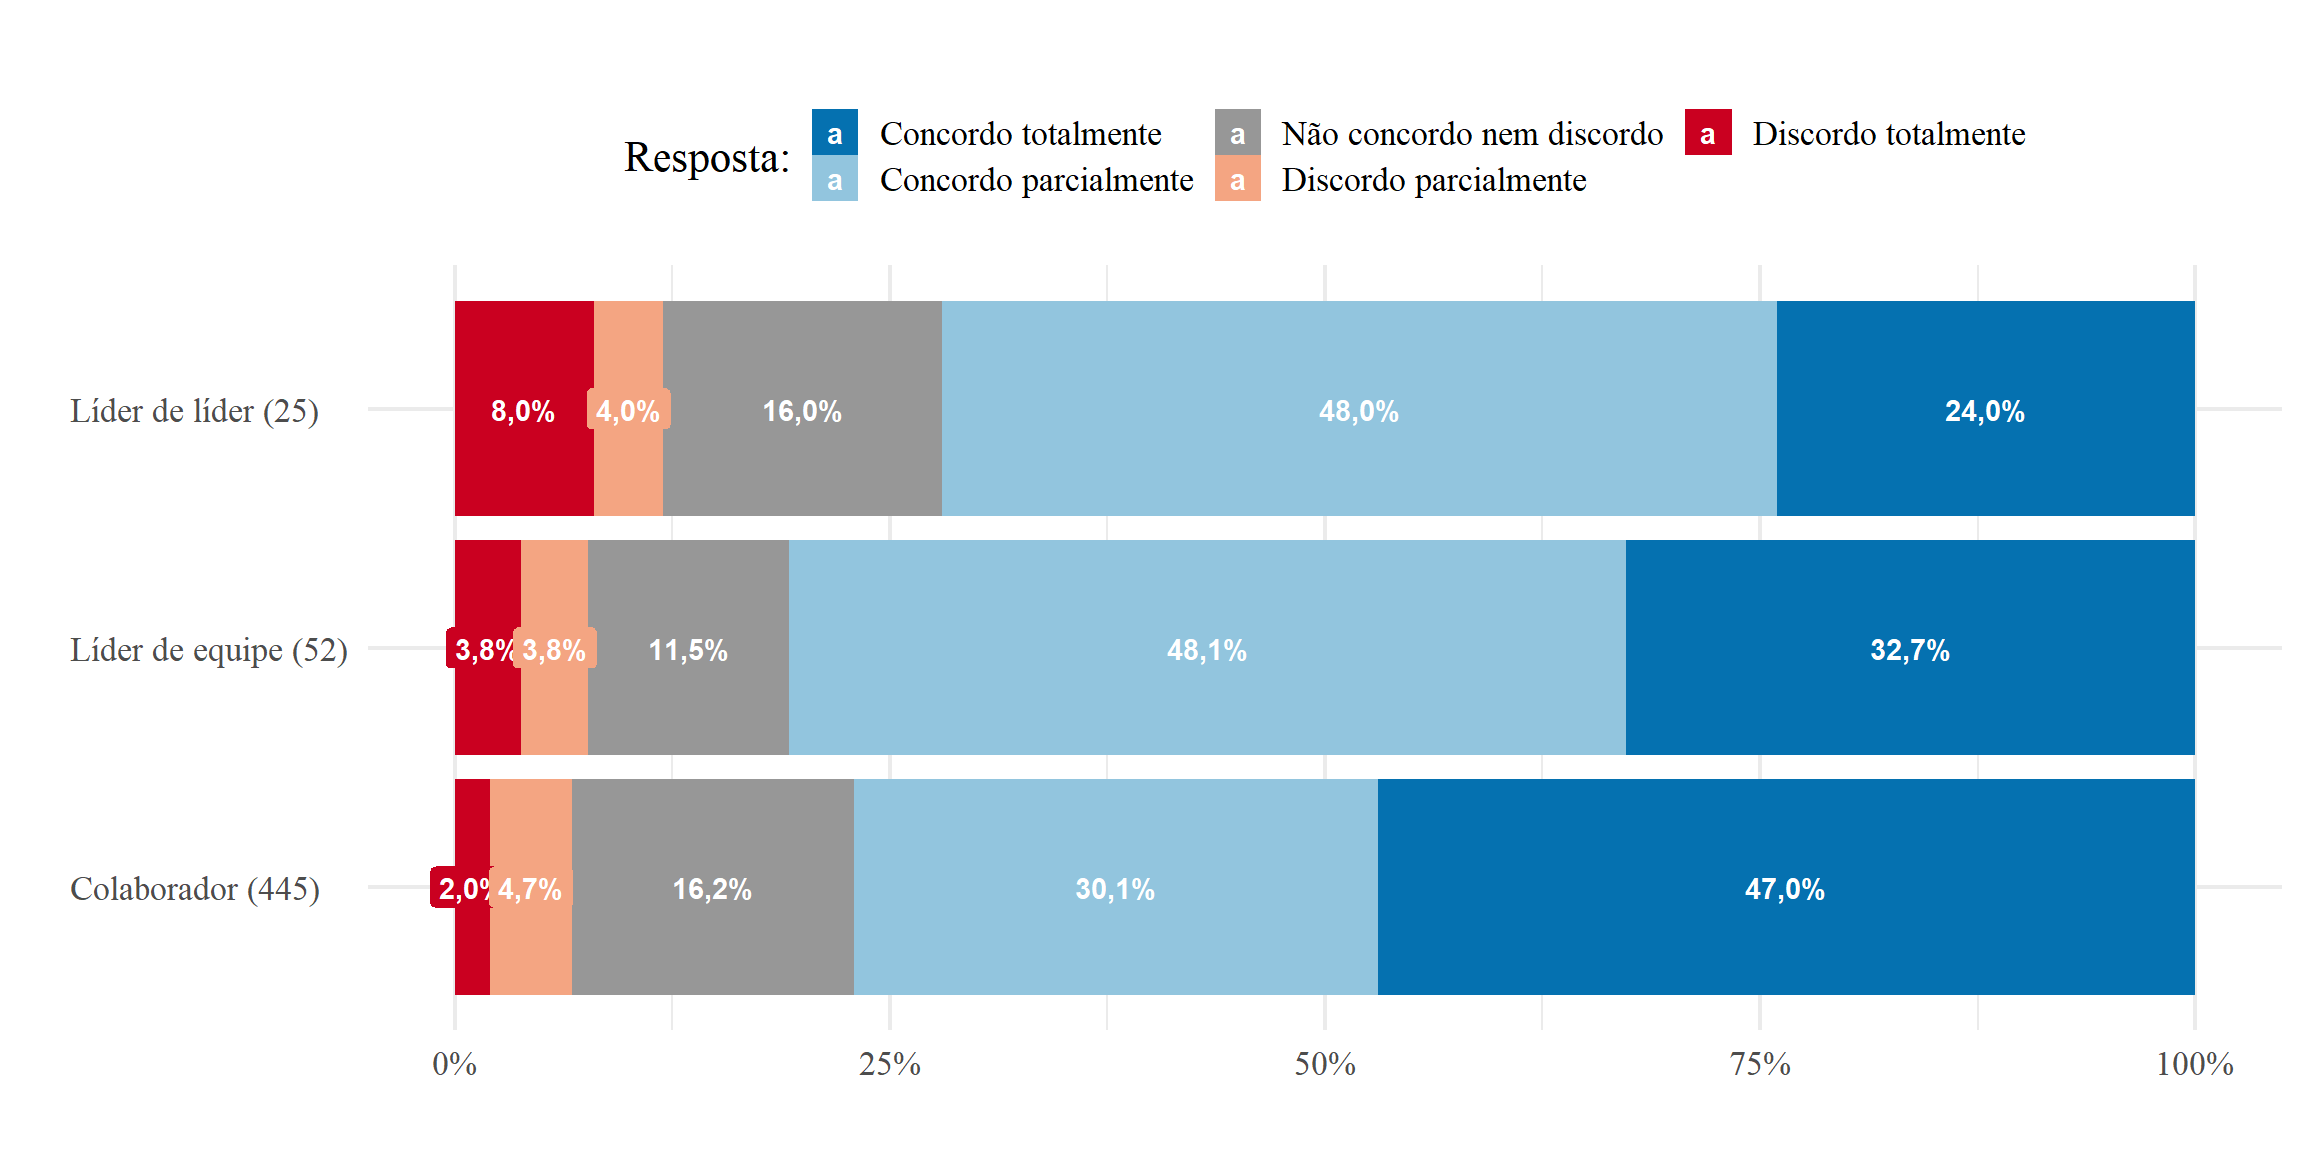 Resposta:
a Concordo totalmente a Não concordo nem discordo a Discordo totalmente
a Concordo parcialmente a Discordo parcialmente
Líder de líder (25) 8,0% 4,0% 16,0% 48,0% 24,0%
Líder de equipe (52) 3,8% 3,8% 11,5% 48,1% 32,7%
Colaborador (445) 2,0% 4,7% 16,2% 30,1% 47,0%
0% 25% 50% 75% 100%